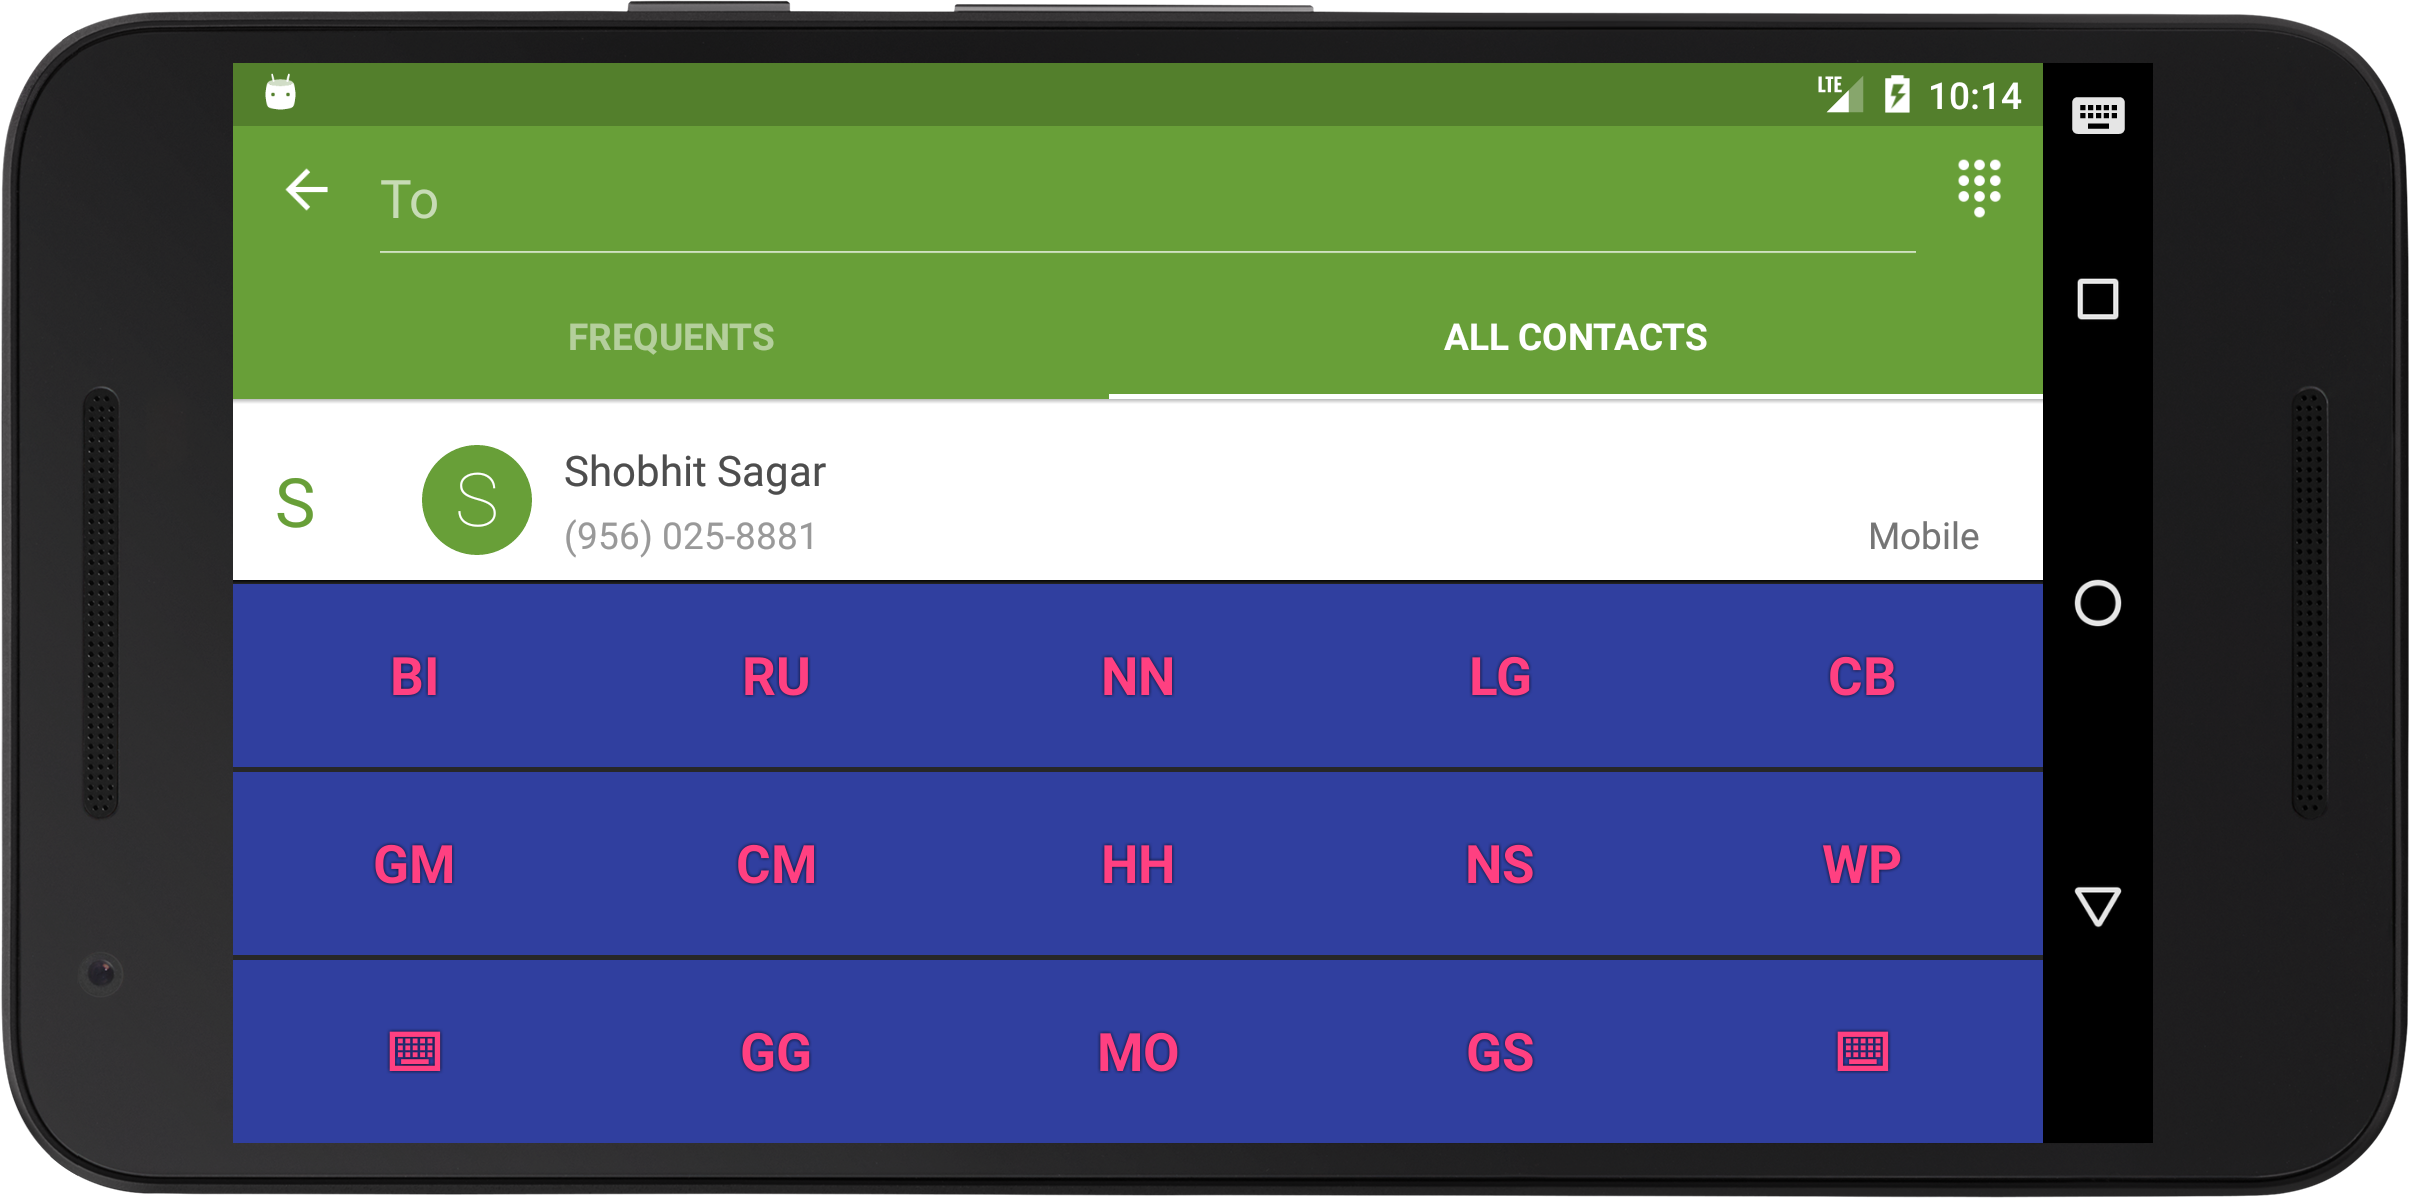 LTE 10:14
To
FREQUENTS ALL CONTACTS
S S Shobhit Sagar
(956) 025-8881 Mobile
BI RU NN LG CB
GM CM HH NS WP
GG MO GS